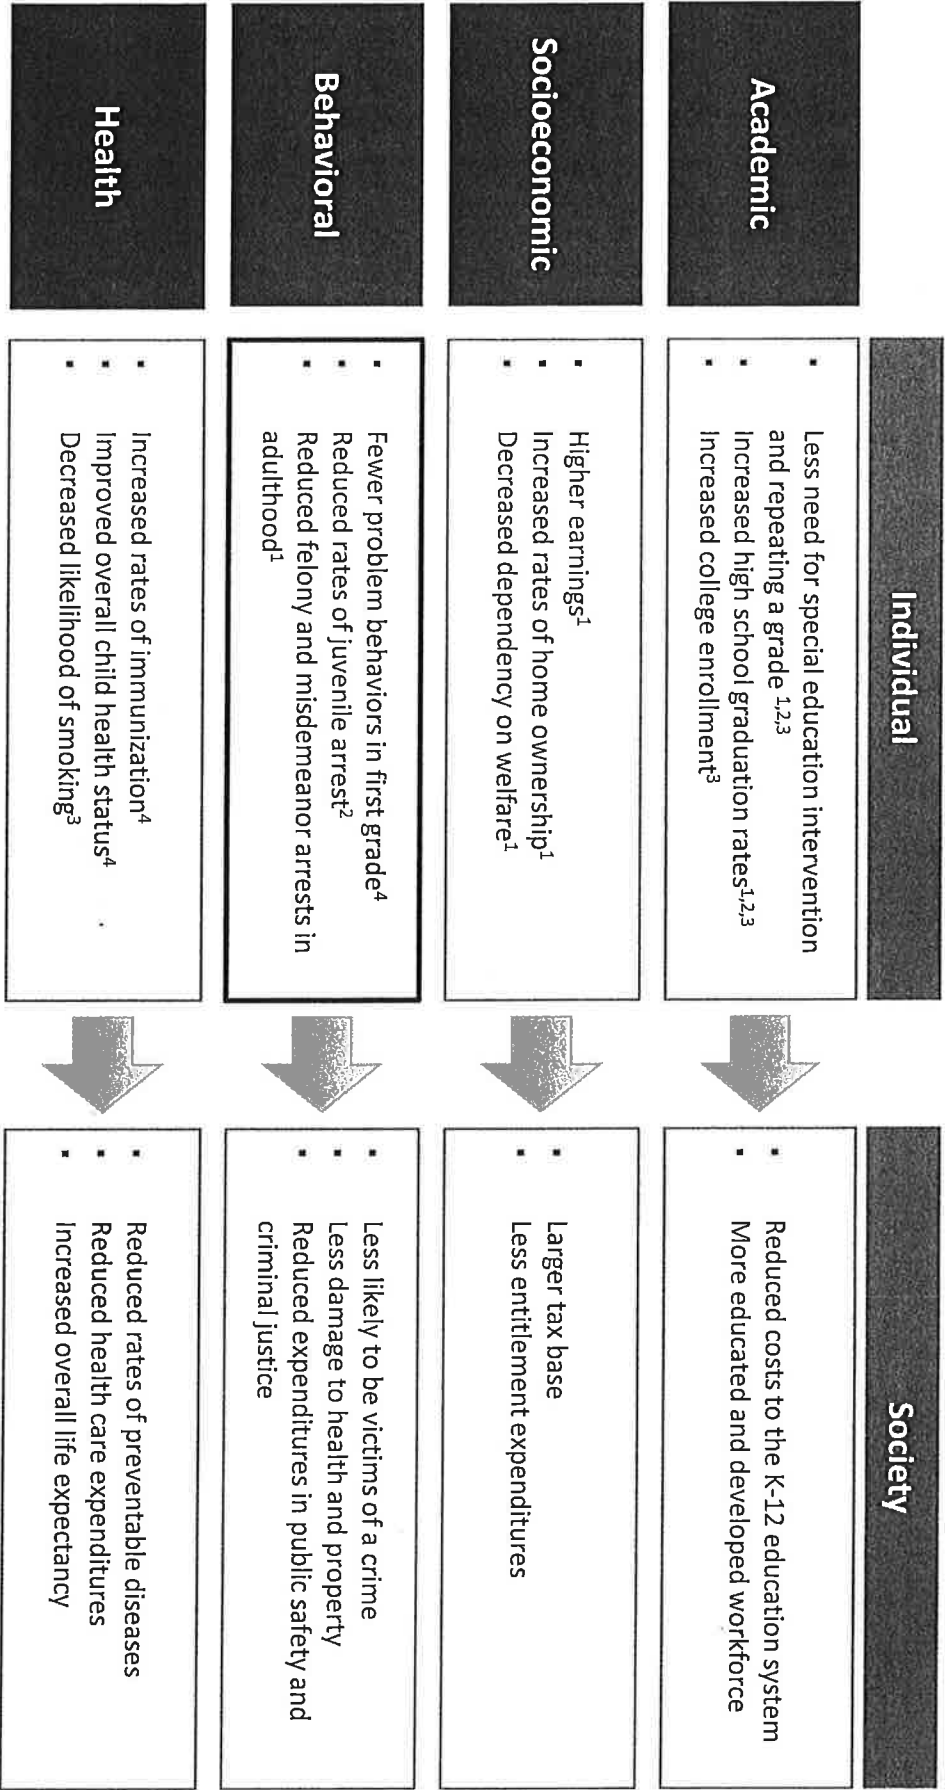 Individual
Society
Academic
▪ Less need for special education intervention
and repeating a grade 1,2,3
▪ Increased high school graduation rates1,2,3
▪ Increased college enrollment3
▪ Reduced costs to the K-12 education system
▪ More educated and developed workforce
Socioeconomic
▪ Higher earnings1
▪ Increased rates of home ownership1
▪ Decreased dependency on welfare1
▪ Larger tax base
▪ Less entitlement expenditures
Behavioral
▪ Fewer problem behaviors in first grade4
▪ Reduced rates of juvenile arrest2
▪ Reduced felony and misdemeanor arrests in
adulthood1
▪ Less likely to be victims of a crime
▪ Less damage to health and property
▪ Reduced expenditures in public safety and
criminal justice
Health
▪ Increased rates of immunization4
▪ Improved overall child health status4
▪ Decreased likelihood of smoking3
▪ Reduced rates of preventable diseases
▪ Reduced health care expenditures
▪ Increased overall life expectancy